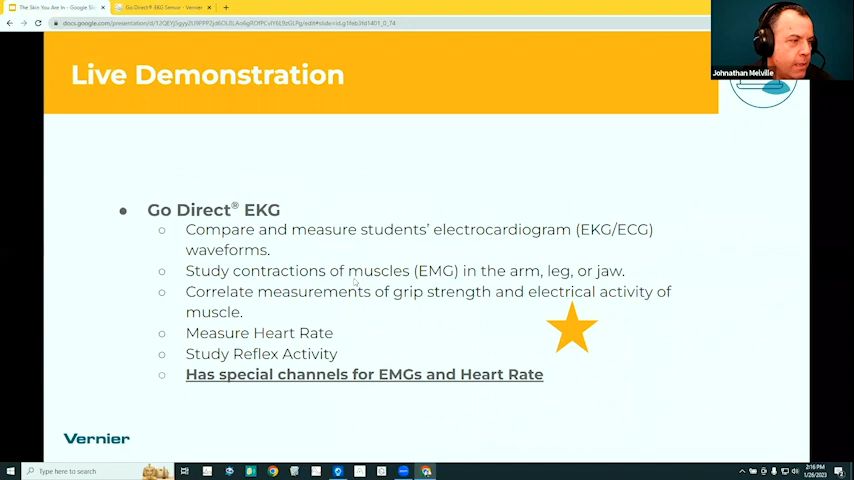 The Skin You Are In - Google Sl
Go Direct® EKG Sensor - Vernier
Johnathan Melville
Live Demonstration
Go Direct® EKG
Compare and measure students' electrocardiogram (EKG/ECG)
waveforms.
Study contractions of muscles (EMG) in the arm, leg, or jaw.
Correlate measurements of grip strength and electrical activity of
muscle.
Measure Heart Rate
Study Reflex Activity
Has special channels for EMGs and Heart Rate
Vernier
Type here to search
2:16 PM
1/26/2023